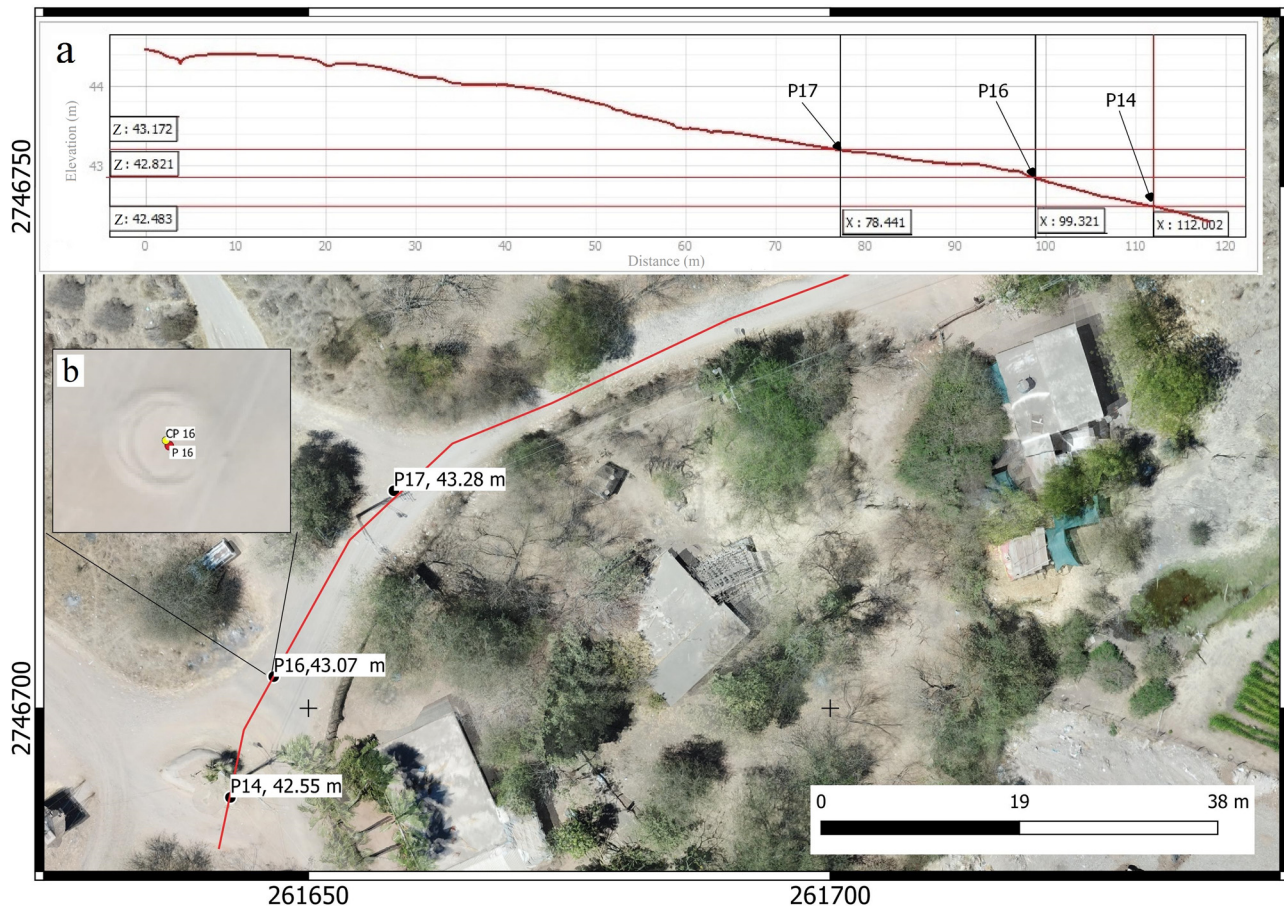 a
P17
P16
P14
44
43
Elevation (m)
Z : 43.172
Z : 42.821
Z : 42.483
X : 78.441
X : 99.321
X : 112.002
0 10 20 30 40 50 60 70 80 90 100 110 120
Distance (m)
2746750
b
CP 16
P 16
P17, 43.28 m
P16,43.07 m
P14, 42.55 m
2746700
0 19 38 m
261650 261700